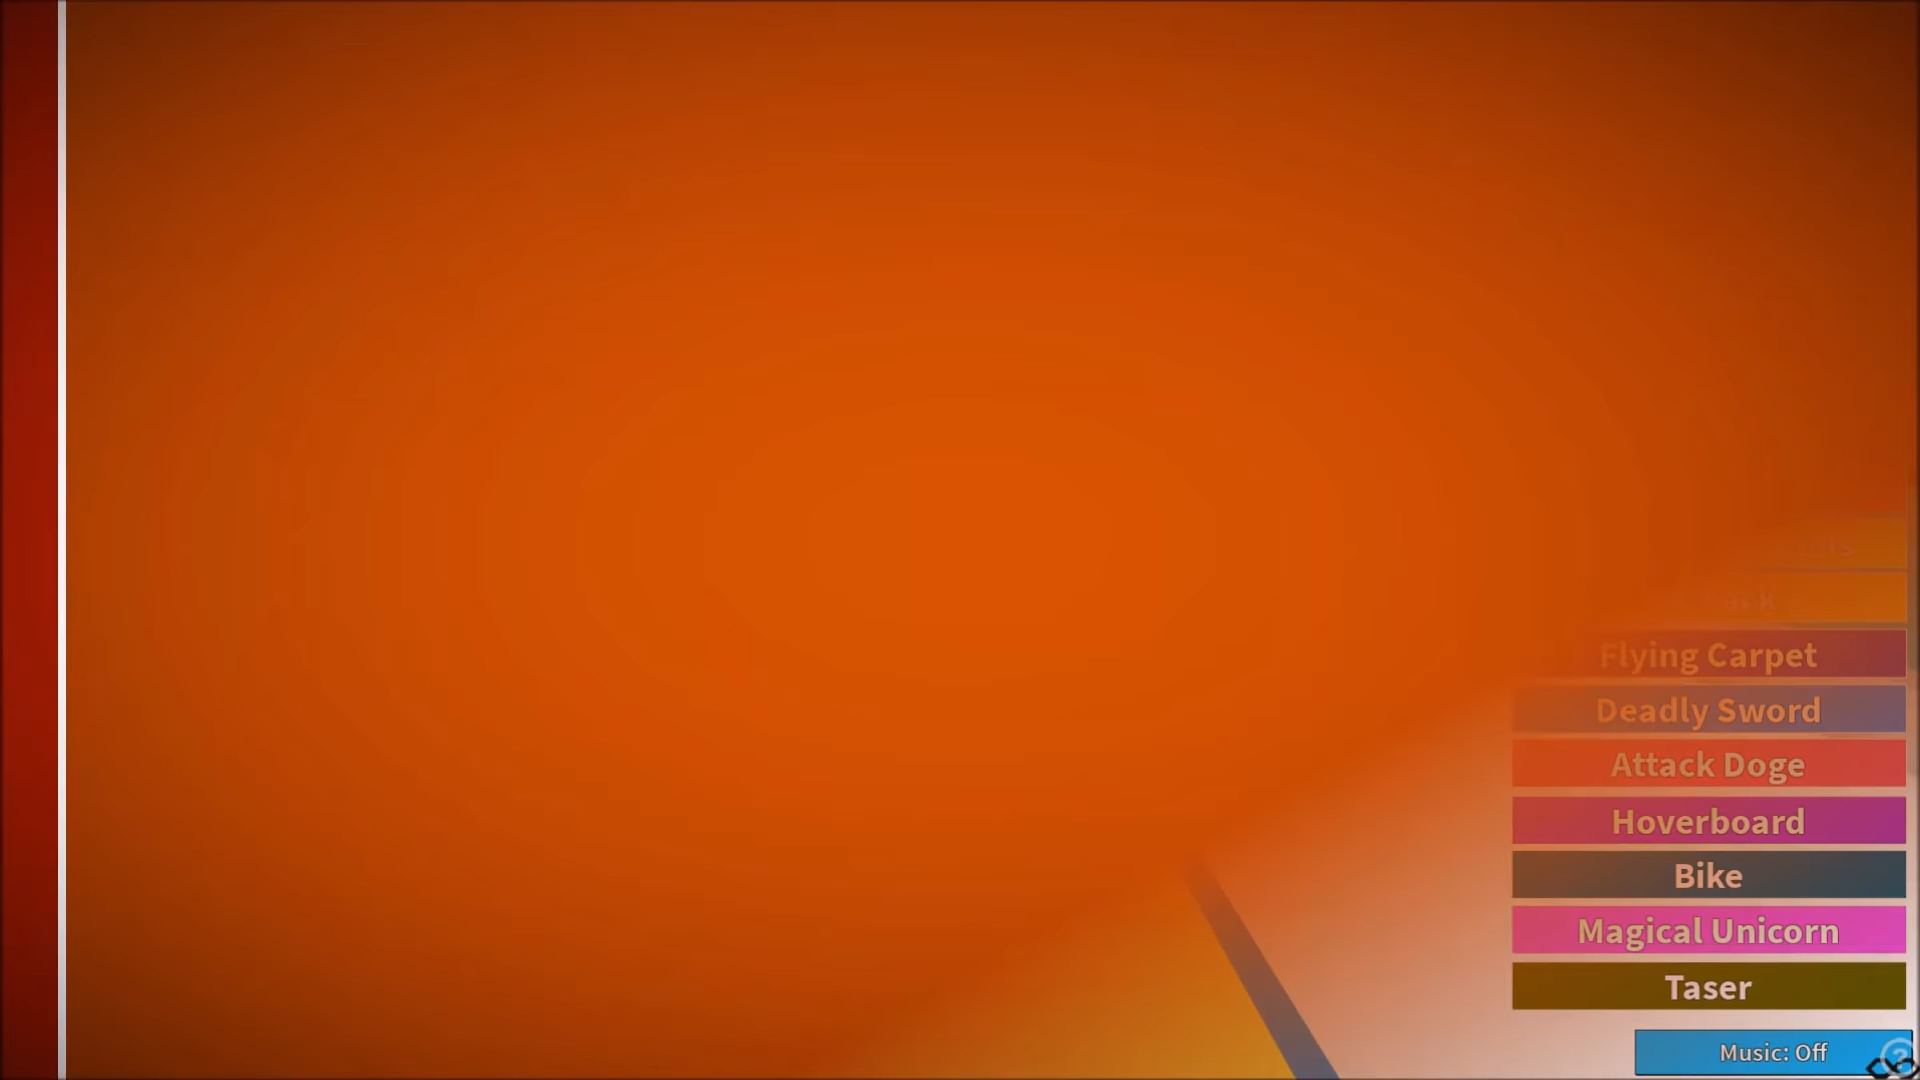 Flying Carpet
Deadly Sword
Attack Doge
Hoverboard
Bike
Magical Unicorn
Taser
Music: Off